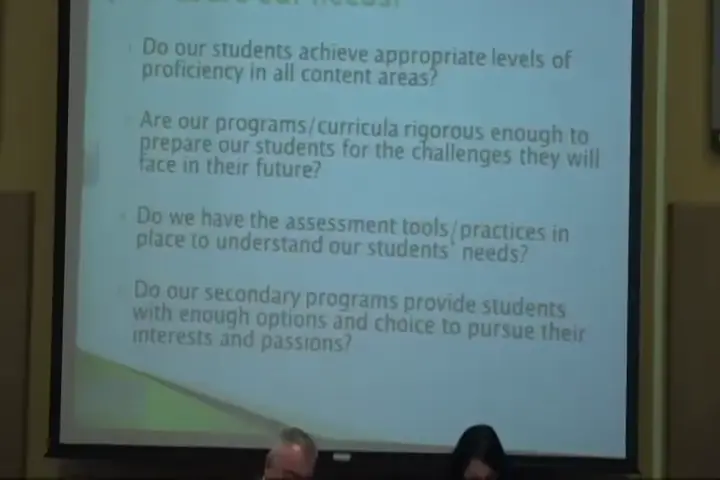 our needs?
Do our students achieve appropriate levels of
proficiency in all content areas?
Are our programs/curricula rigorous enough to
prepare our students for the challenges they will
face in their future?
Do we have the assessment tools/practices in
place to understand our students' needs?
Do our secondary programs provide students
with enough options and choice to pursue their
interests and passions?